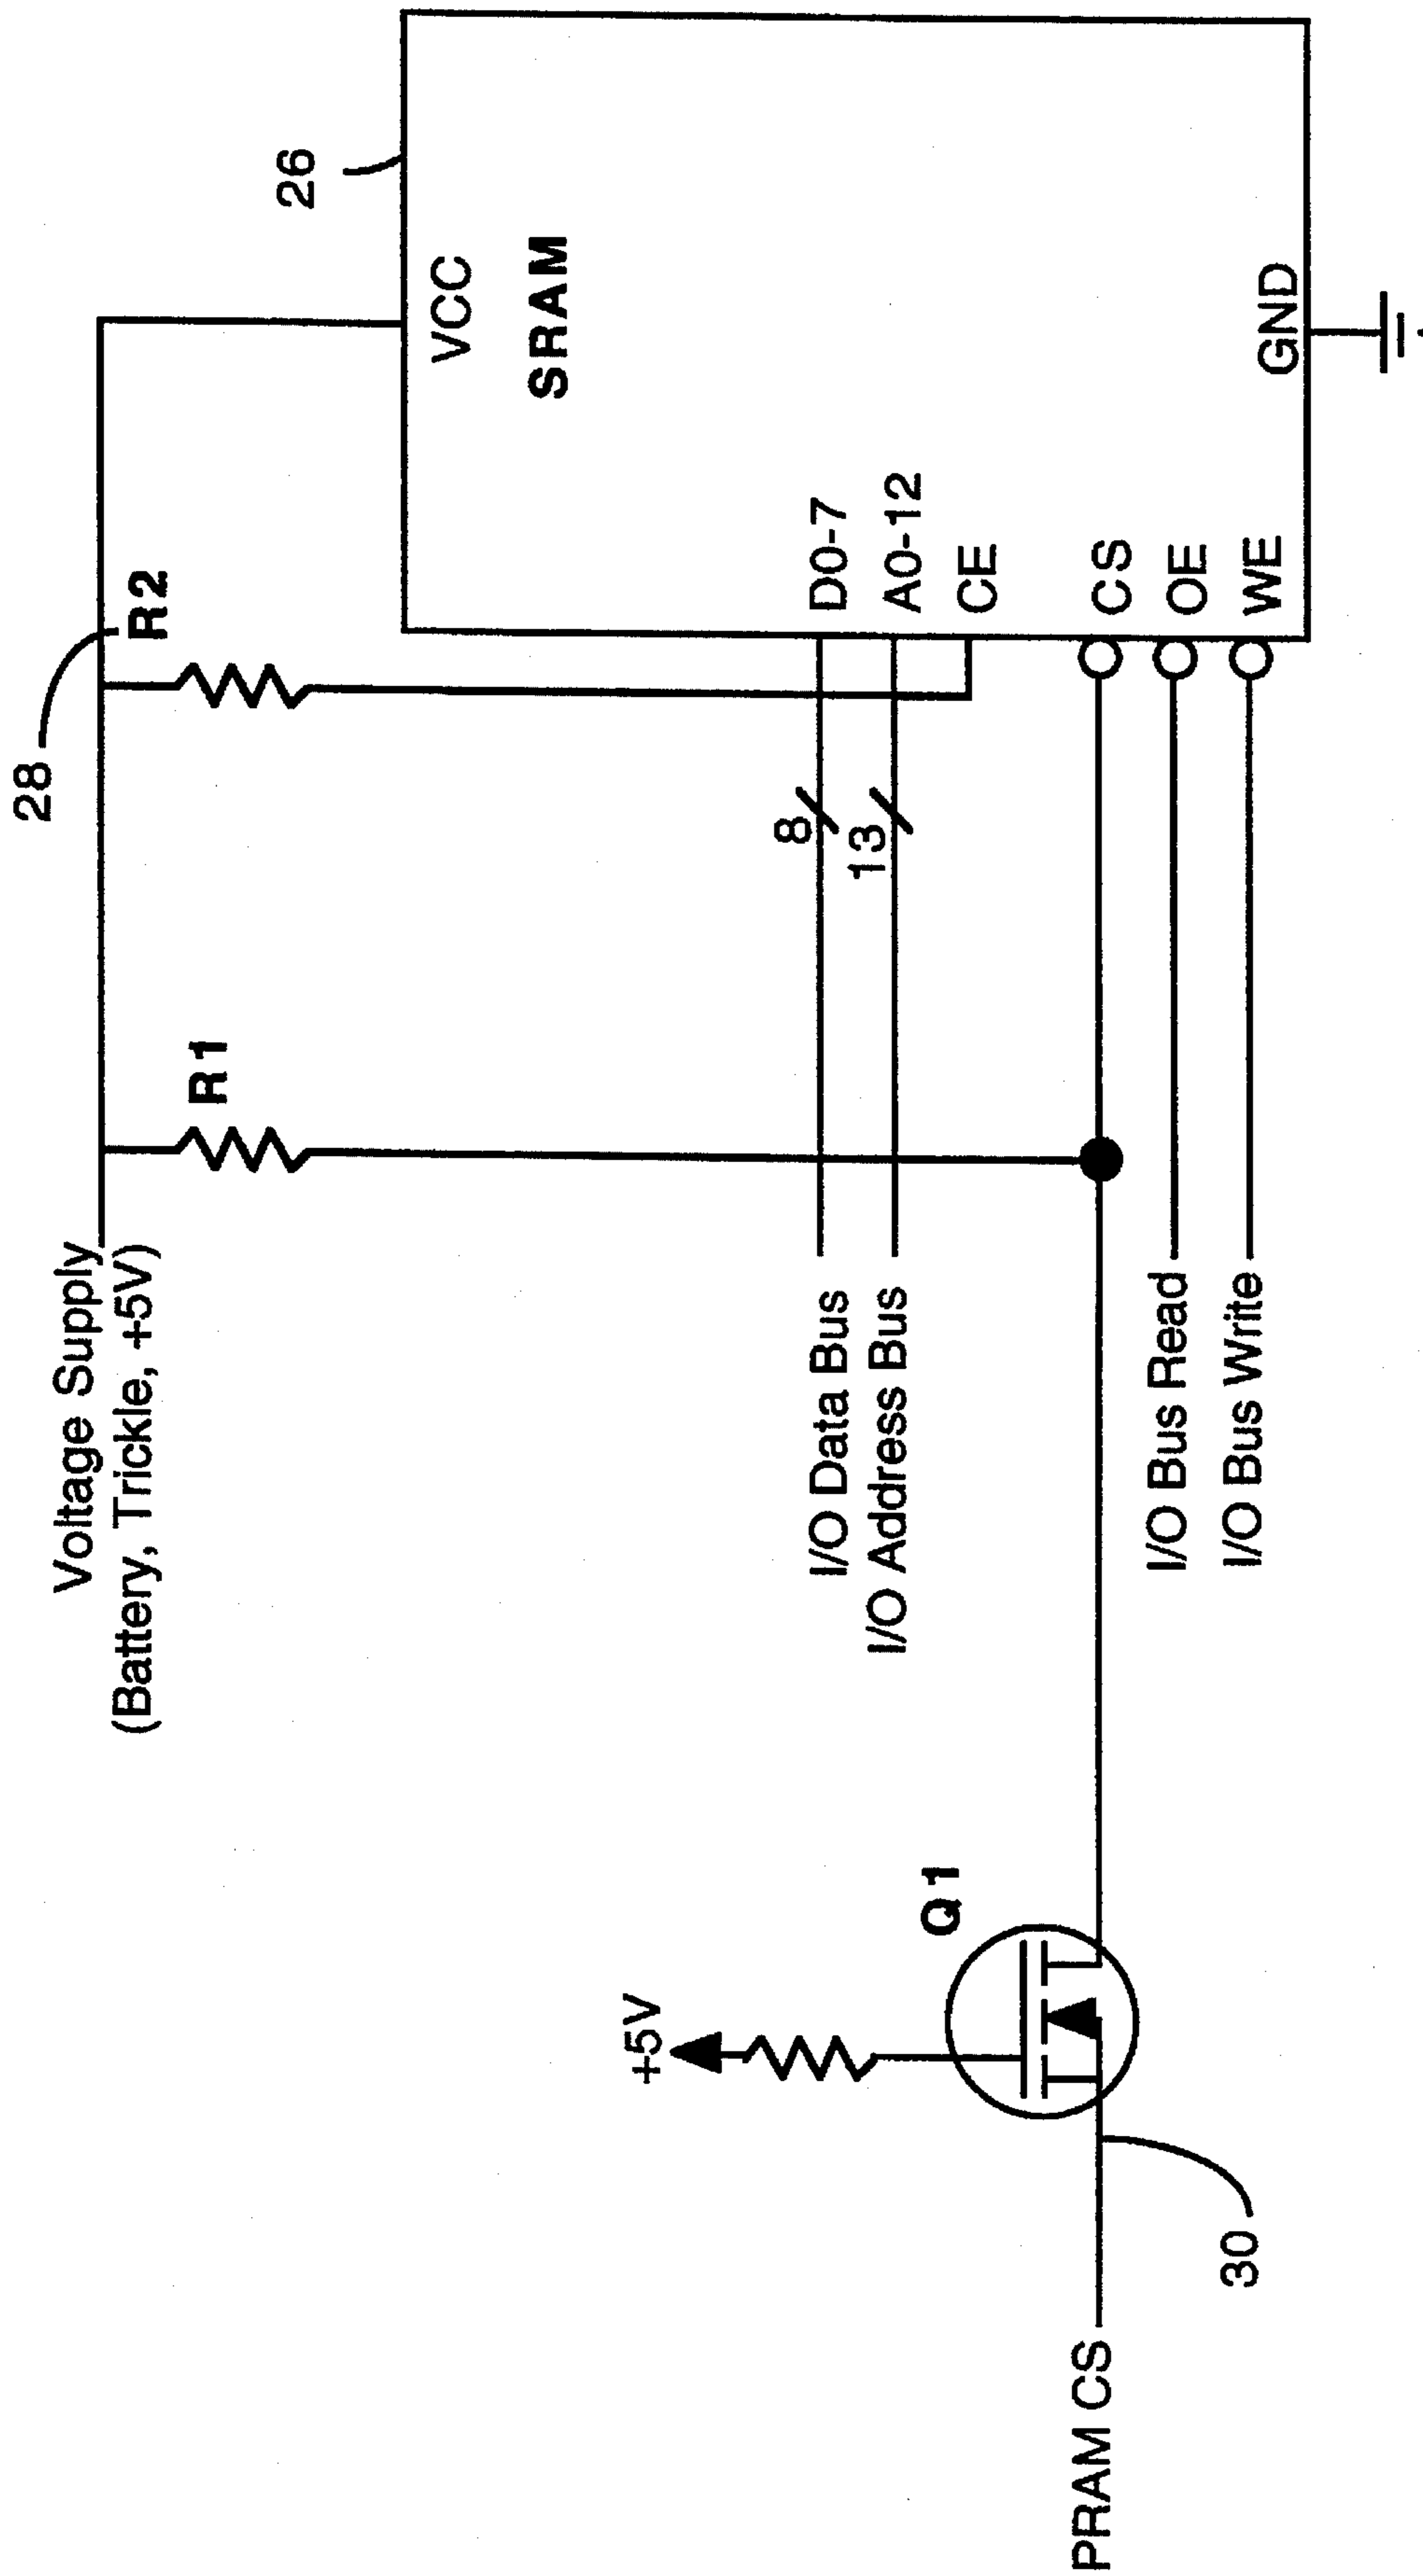 28
26
Voltage Supply
(Battery, Trickle, +5V)
R1
R2
VCC
SRAM
I/O Data Bus
8
D0-7
I/O Address Bus
13
A0-12
CE
+5V
Q1
PRAM CS
30
CS
I/O Bus Read
OE
I/O Bus Write
WE
GND